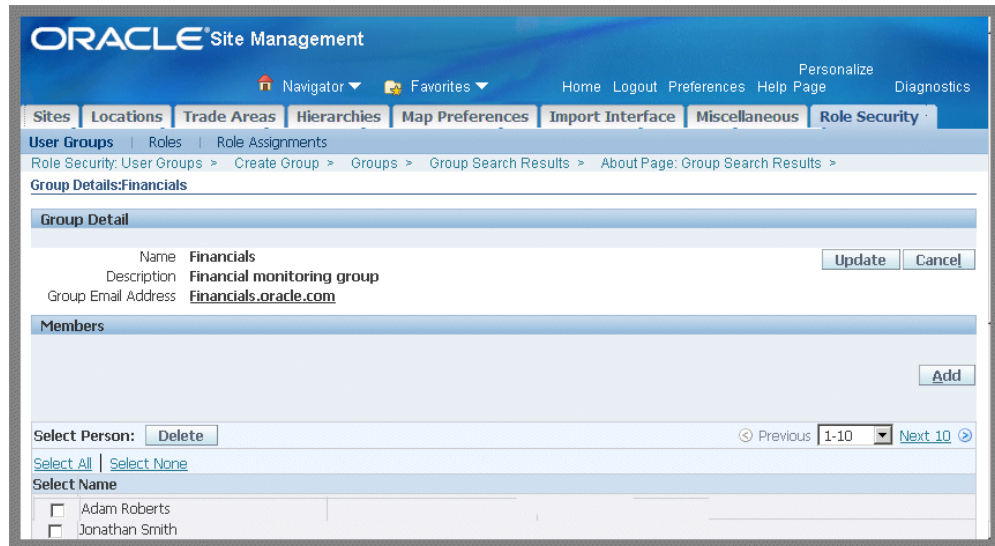 ORACLE Site Management
Personalize
Navigator Favorites Home Logout Preferences Help Page Diagnostics
Sites Locations Trade Areas Hierarchies Map Preferences Import Interface Miscellaneous Role Security
User Groups | Roles | Role Assignments
Role Security: User Groups > Create Group > Groups > Group Search Results > About Page: Group Search Results >
Group Details:Financials
Group Detail
Name Financials Update Cancel
Description Financial monitoring group
Group Email Address Financials.oracle.com
Members
Add
Select Person: Delete Previous 1-10 Next 10
Select All | Select None
Select Name
Adam Roberts
Jonathan Smith